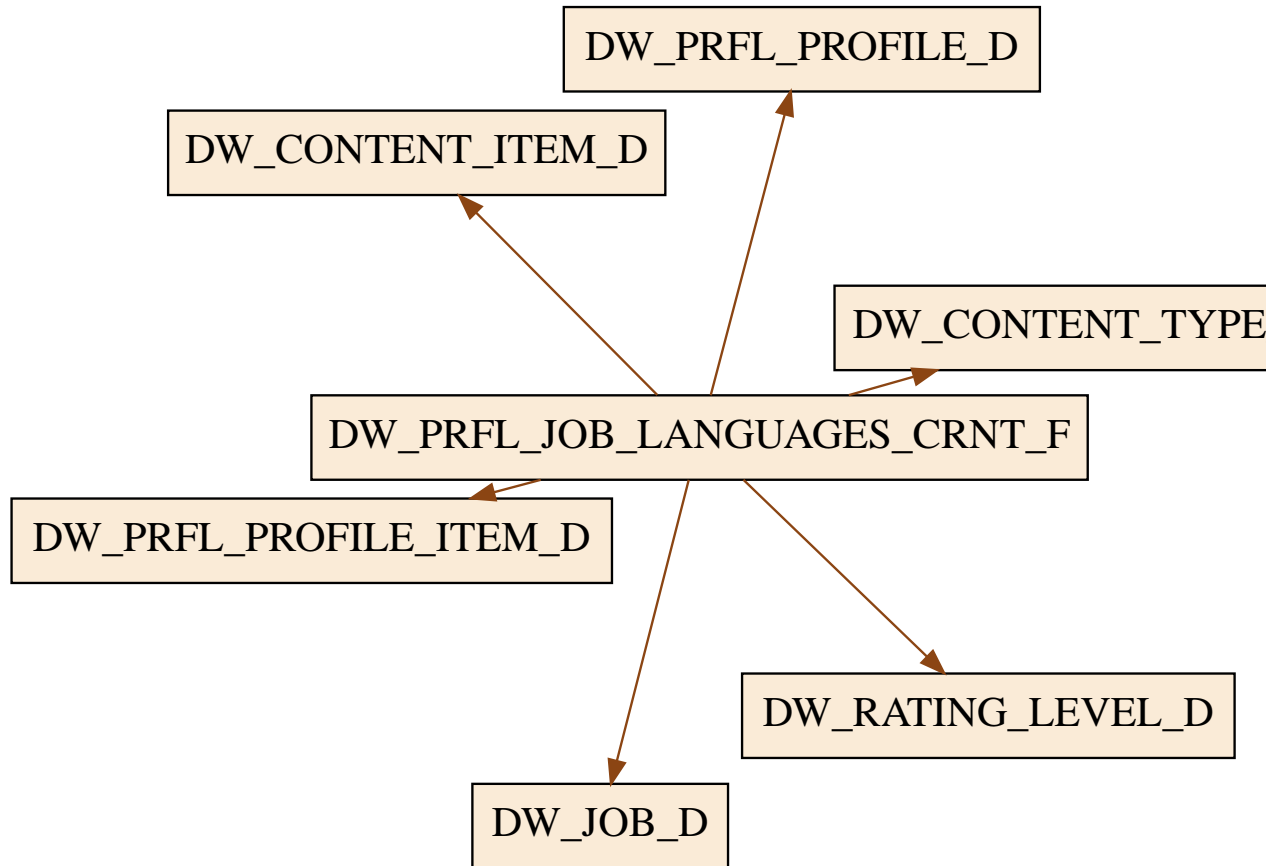 DW_PRFL_PROFILE_D
DW_CONTENT_ITEM_D
DW_CONTENT_TYPE
DW_PRFL_JOB_LANGUAGES_CRNT_F
DW_PRFL_PROFILE_ITEM_D
DW_RATING_LEVEL_D
DW_JOB_D